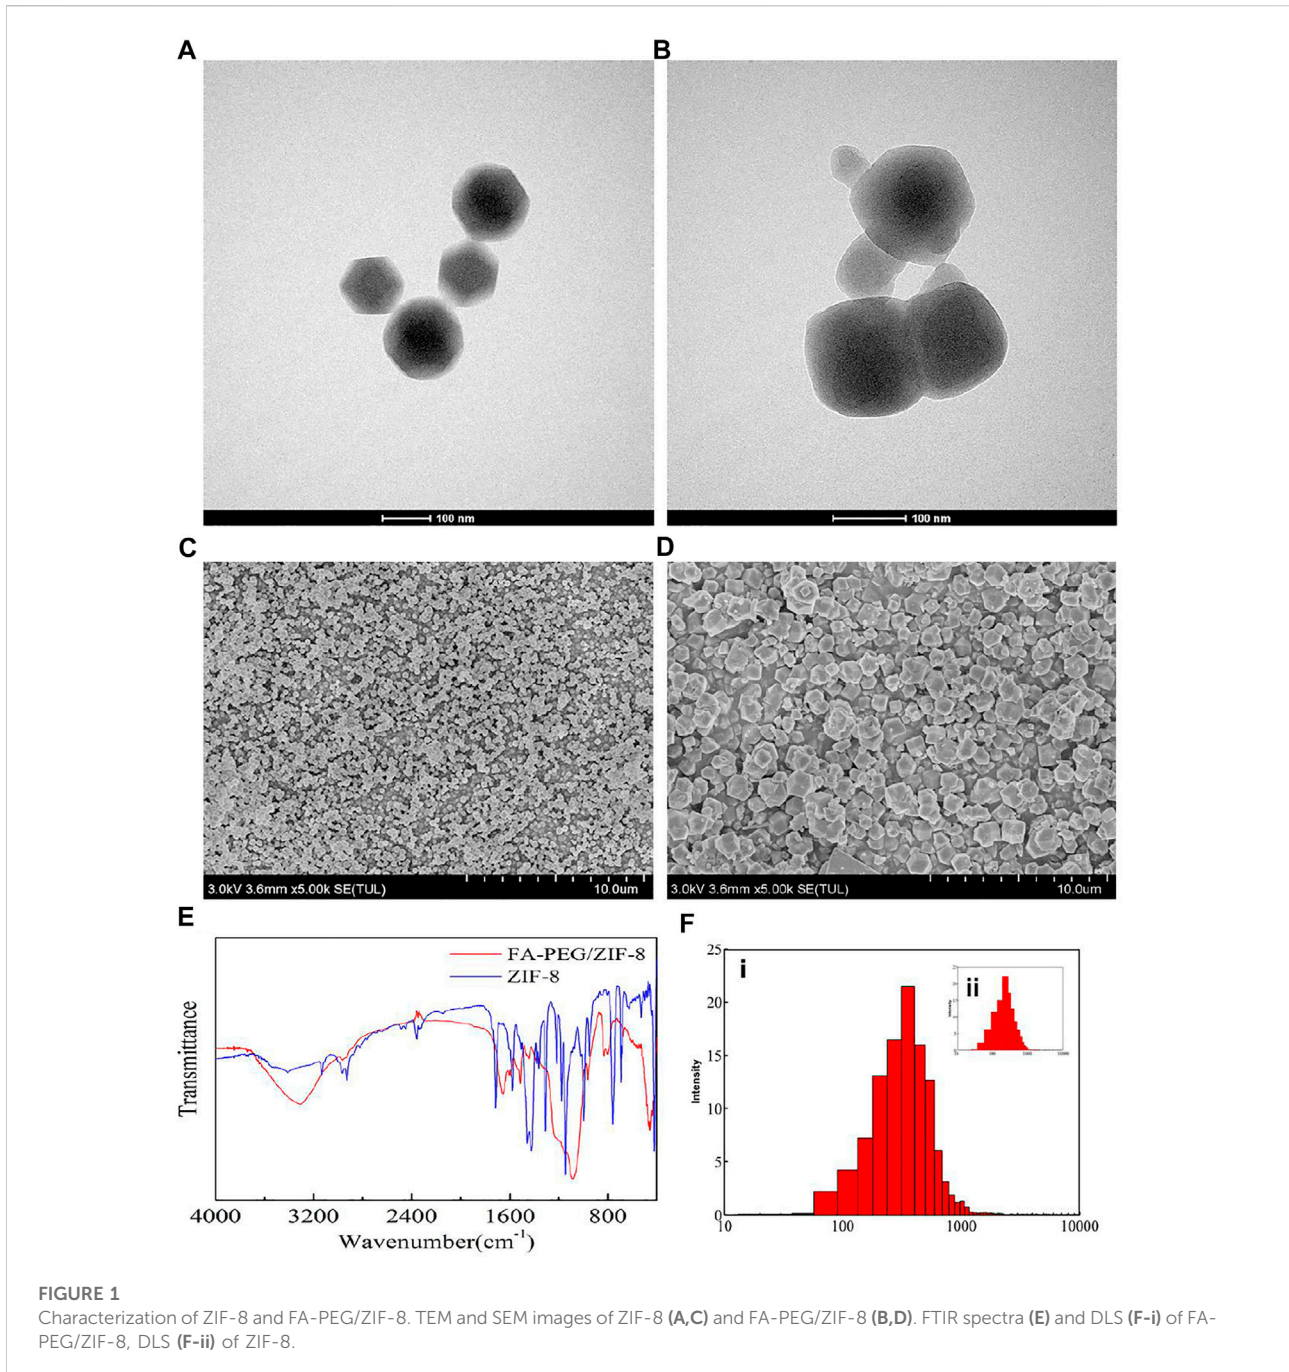 A
B
100 nm
100 nm
C
D
3.0kV 3.6mm x5.00k SE(TUL)
10.0um
3.0kV 3.6mm x5.00k SE(TUL)
10.0um
E
FA-PEG/ZIF-8
ZIF-8
Transmittance
4000
3200
2400
1600
800
Wavenumber(cm⁻¹)
F
i
ii
25
20
15
10
5
0
Intensity
10
100
1000
10000
FIGURE 1
Characterization of ZIF-8 and FA-PEG/ZIF-8. TEM and SEM images of ZIF-8 (A,C) and FA-PEG/ZIF-8 (B,D). FTIR spectra (E) and DLS (F-i) of FA-
PEG/ZIF-8, DLS (F-ii) of ZIF-8.